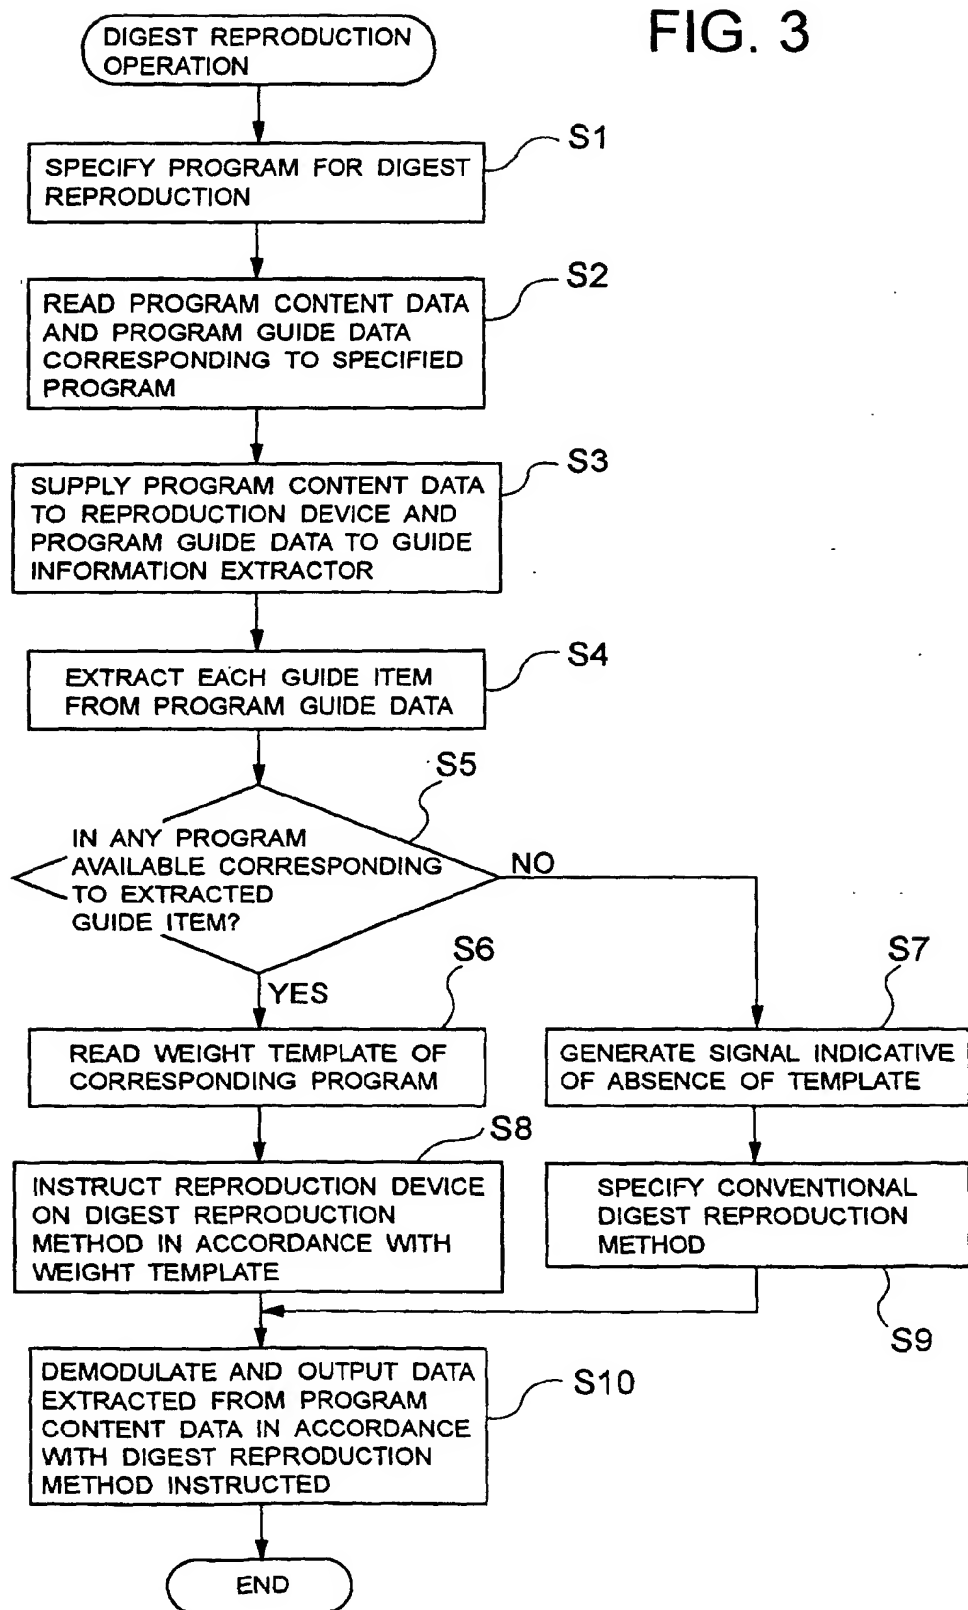 FIG. 3
DIGEST REPRODUCTION
OPERATION
S1
SPECIFY PROGRAM FOR DIGEST
REPRODUCTION
S2
READ PROGRAM CONTENT DATA
AND PROGRAM GUIDE DATA
CORRESPONDING TO SPECIFIED
PROGRAM
S3
SUPPLY PROGRAM CONTENT DATA
TO REPRODUCTION DEVICE AND
PROGRAM GUIDE DATA TO GUIDE
INFORMATION EXTRACTOR
S4
EXTRACT EACH GUIDE ITEM
FROM PROGRAM GUIDE DATA
S5
IN ANY PROGRAM
AVAILABLE CORRESPONDING
TO EXTRACTED
GUIDE ITEM?
NO
YES
S6
READ WEIGHT TEMPLATE OF
CORRESPONDING PROGRAM
S7
GENERATE SIGNAL INDICATIVE
OF ABSENCE OF TEMPLATE
S8
INSTRUCT REPRODUCTION DEVICE
ON DIGEST REPRODUCTION
METHOD IN ACCORDANCE WITH
WEIGHT TEMPLATE
SPECIFY CONVENTIONAL
DIGEST REPRODUCTION
METHOD
S9
S10
DEMODULATE AND OUTPUT DATA
EXTRACTED FROM PROGRAM
CONTENT DATA IN ACCORDANCE
WITH DIGEST REPRODUCTION
METHOD INSTRUCTED
END